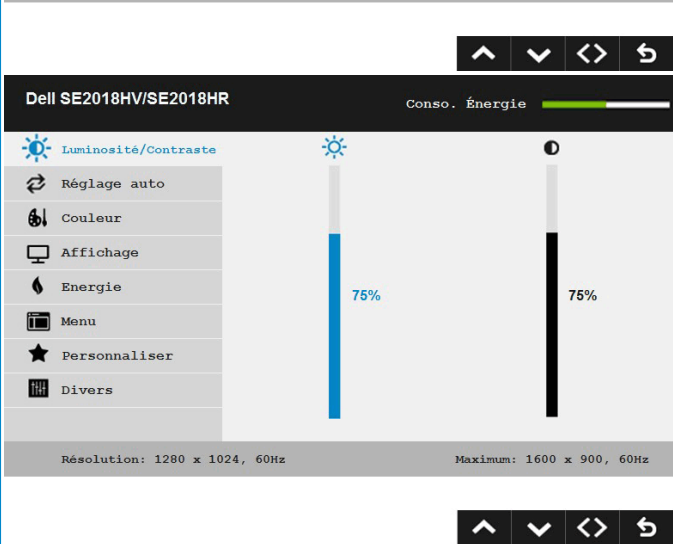 Dell SE2018HV/SE2018HR
Conso. Énergie
Luminosité/Contraste
Réglage auto
Couleur
Affichage
Energie
Menu
Personnaliser
Divers
75%
75%
Résolution: 1280 x 1024, 60Hz
Maximum: 1600 x 900, 60Hz